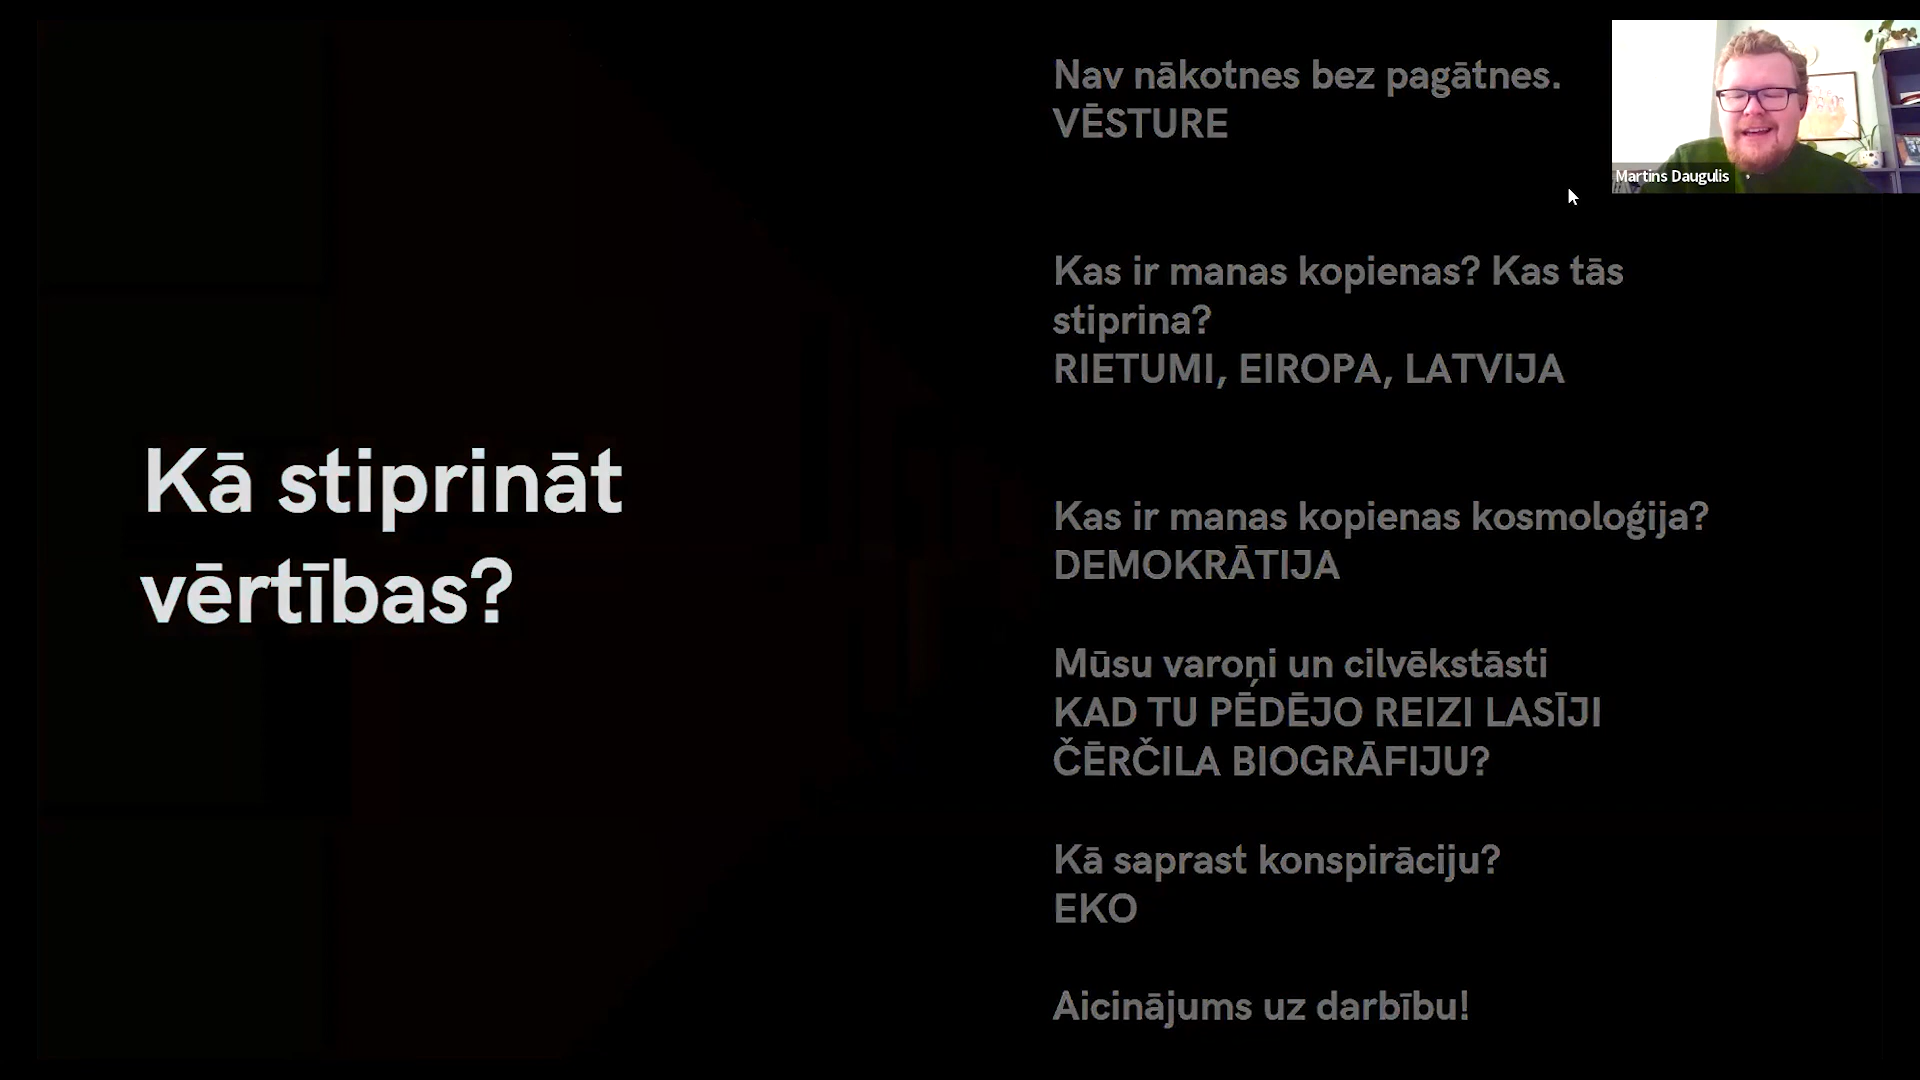 Kā stiprināt
vērtības?
Nav nākotnes bez pagātnes.
VĒSTURE
Kas ir manas kopienas? Kas tās
stiprina?
RIETUMI, EIROPA, LATVIJA
Kas ir manas kopienas kosmoloģija?
DEMOKRĀTIJA
Mūsu varoņi un cilvēkstāsti
KAD TU PĒDĒJO REIZI LASĪJI
ČĒRČILA BIOGRĀFIJU?
Kā saprast konspirāciju?
EKO
Aicinājums uz darbību!
Martins Daugulis